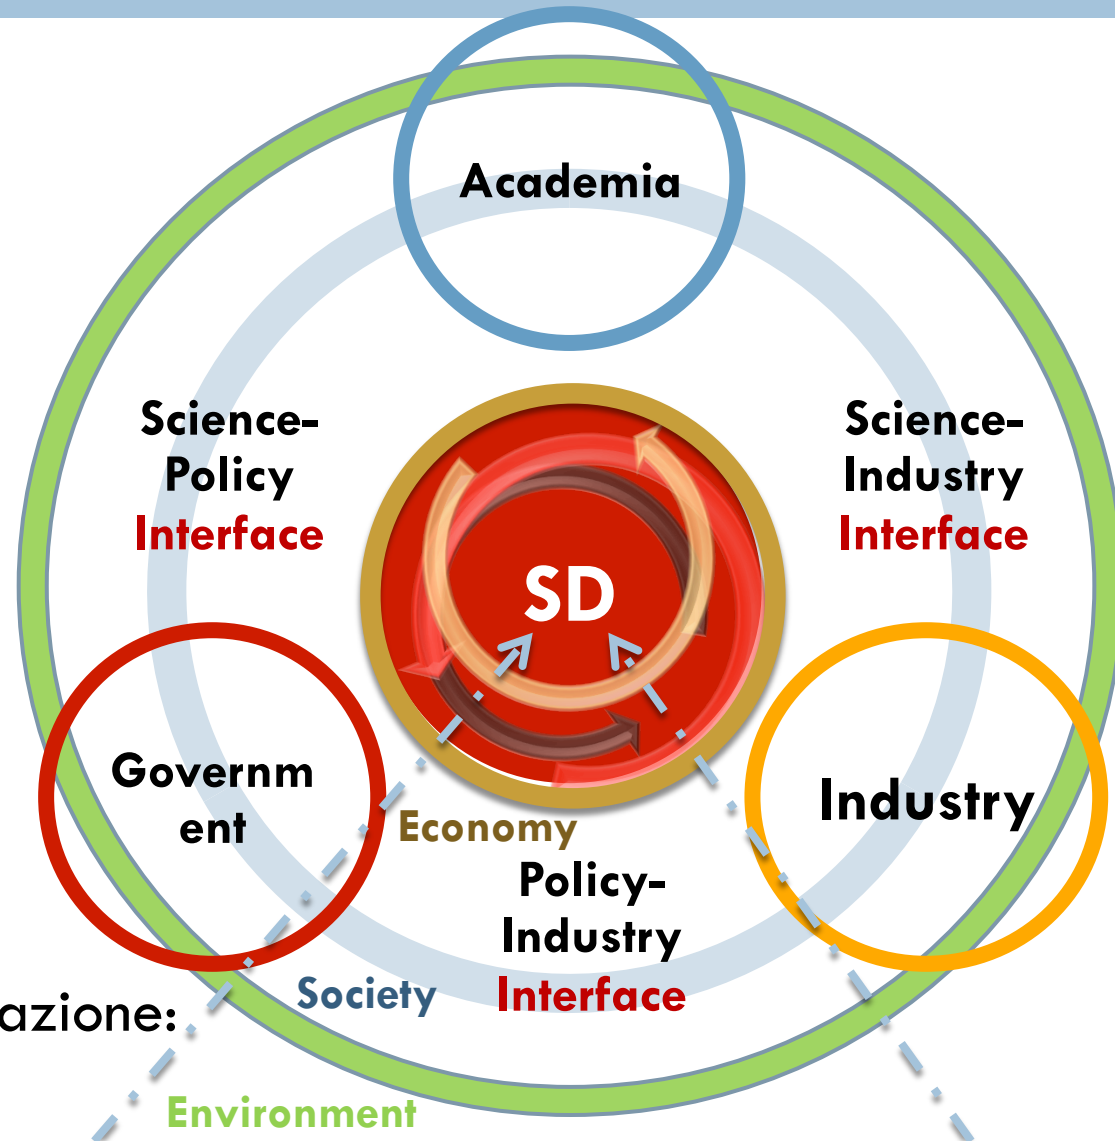 Academia
Science-
Policy
Interface
Science-
Industry
Interface
SD
Governm
ent
Industry
Economy
Policy-
Industry
Interface
Society
azione:
Environment